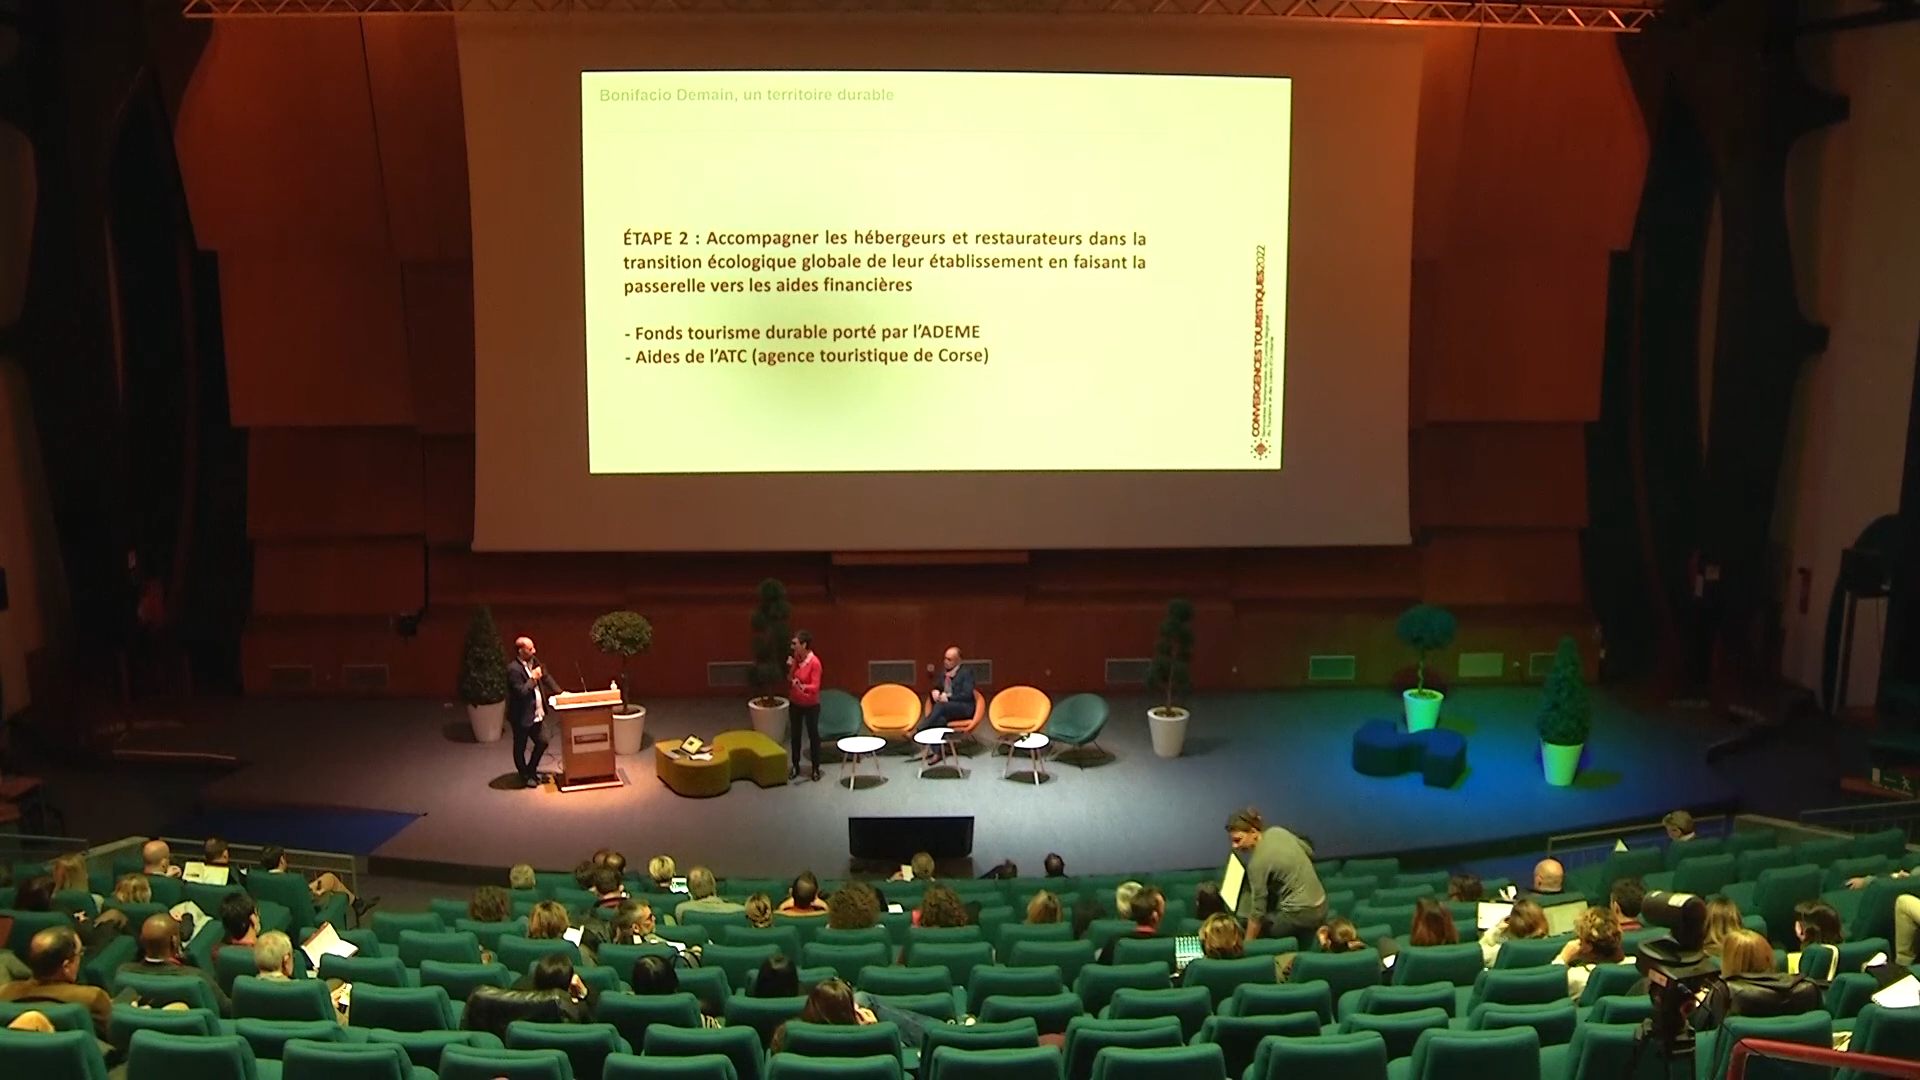 Bonifacio Demain, un territoire durable
ÉTAPE 2 : Accompagner les hébergeurs et restaurateurs dans la
transition écologique globale de leur établissement en faisant la
passerelle vers les aides financières
- Fonds tourisme durable porté par l'ADEME
- Aides de l'ATC (agence touristique de Corse)
CONVERGENCES TOURISTIQUES2022